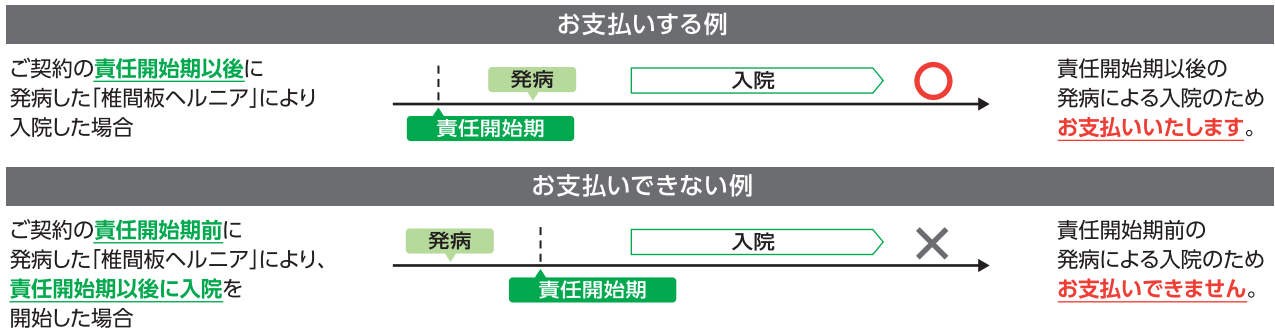 お支払いする例
ご契約の責任開始期以後に
発病した「椎間板ヘルニア」により
入院した場合
発病
入院
責任開始期
責任開始期以後の
発病による入院のため
お支払いいたします。
お支払いできない例
ご契約の責任開始期前に
発病した「椎間板ヘルニア」により、
責任開始期以後に入院を
開始した場合
発病
入院
責任開始期
責任開始期前の
発病による入院のため
お支払いできません。